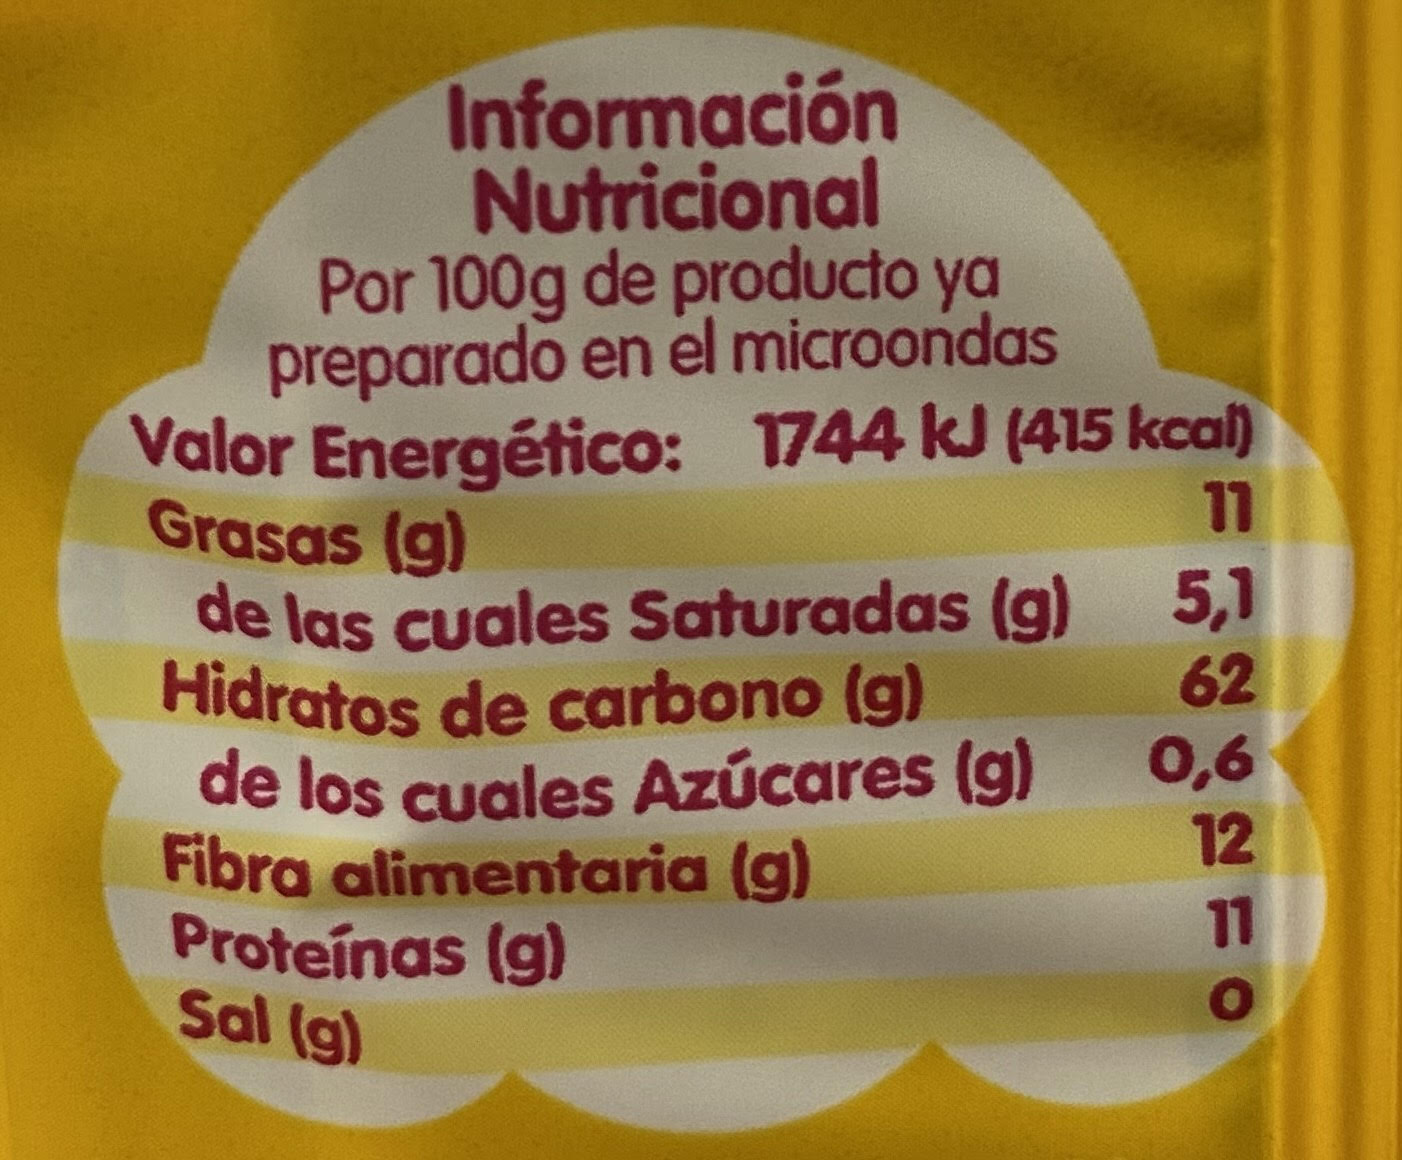 Información
Nutricional
Por 100g de producto ya
preparado en el microondas
Valor Energético: 1744 kJ (415 kcal)
Grasas (g) 11
de las cuales Saturadas (g) 5,1
Hidratos de carbono (g) 62
de los cuales Azúcares (g) 0,6
Fibra alimentaria (g) 12
Proteínas (g) 11
Sal (g) 0